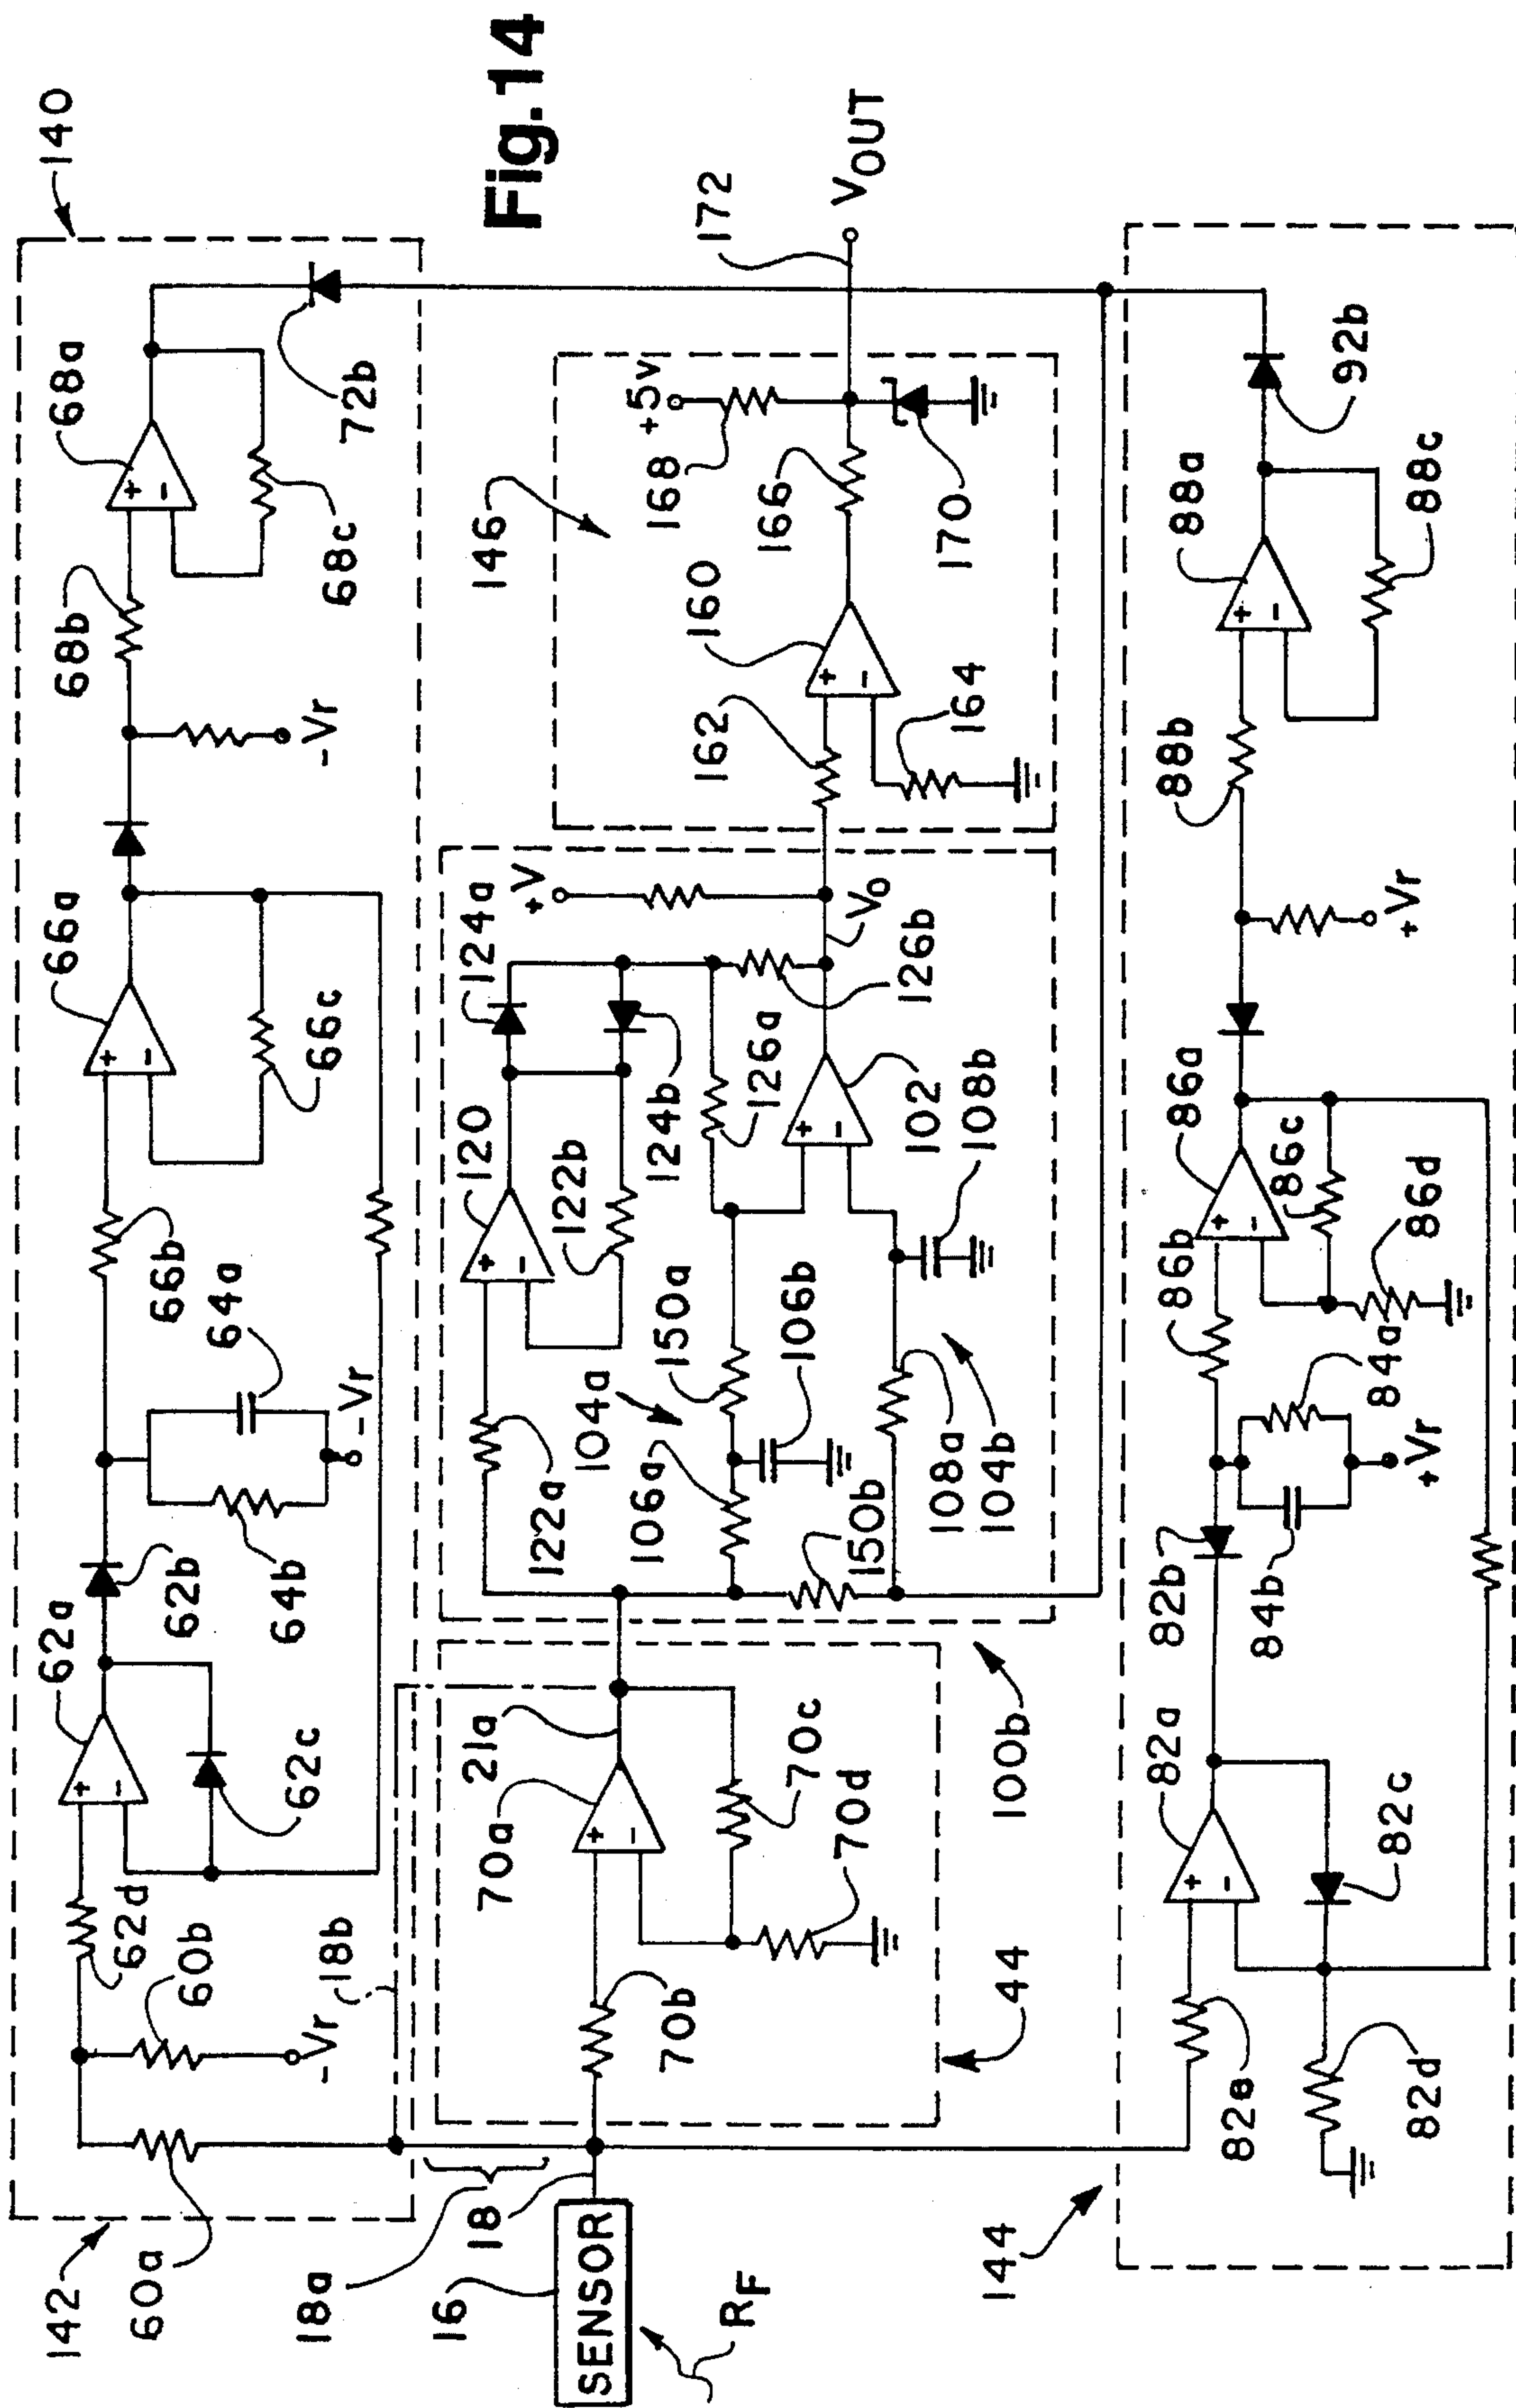 Fig.14
140
142
60a
60b
-Vr
62d
62a
62b
62c
64b
64a
-Vr
66b
66a
66c
-Vr
68b
68a
68c
72b
+
-
+
-
+
-
18b
18a
18
16
SENSOR
RF
70b
70a
21a
70c
70d
+
-
44
100b
122a
120
122b
124a
124b
+
-
104a
106a
106b
150a
150b
126a
126b
102
+
-
108a
108b
104b
+V
Vo
146
162
160
164
+
-
166
168
+5v
170
172
VOUT
144
82e
82a
82b
82c
82d
+
-
84b
84a
+Vr
86b
86a
86c
86d
+
-
+Vr
88b
88a
88c
+
-
92b